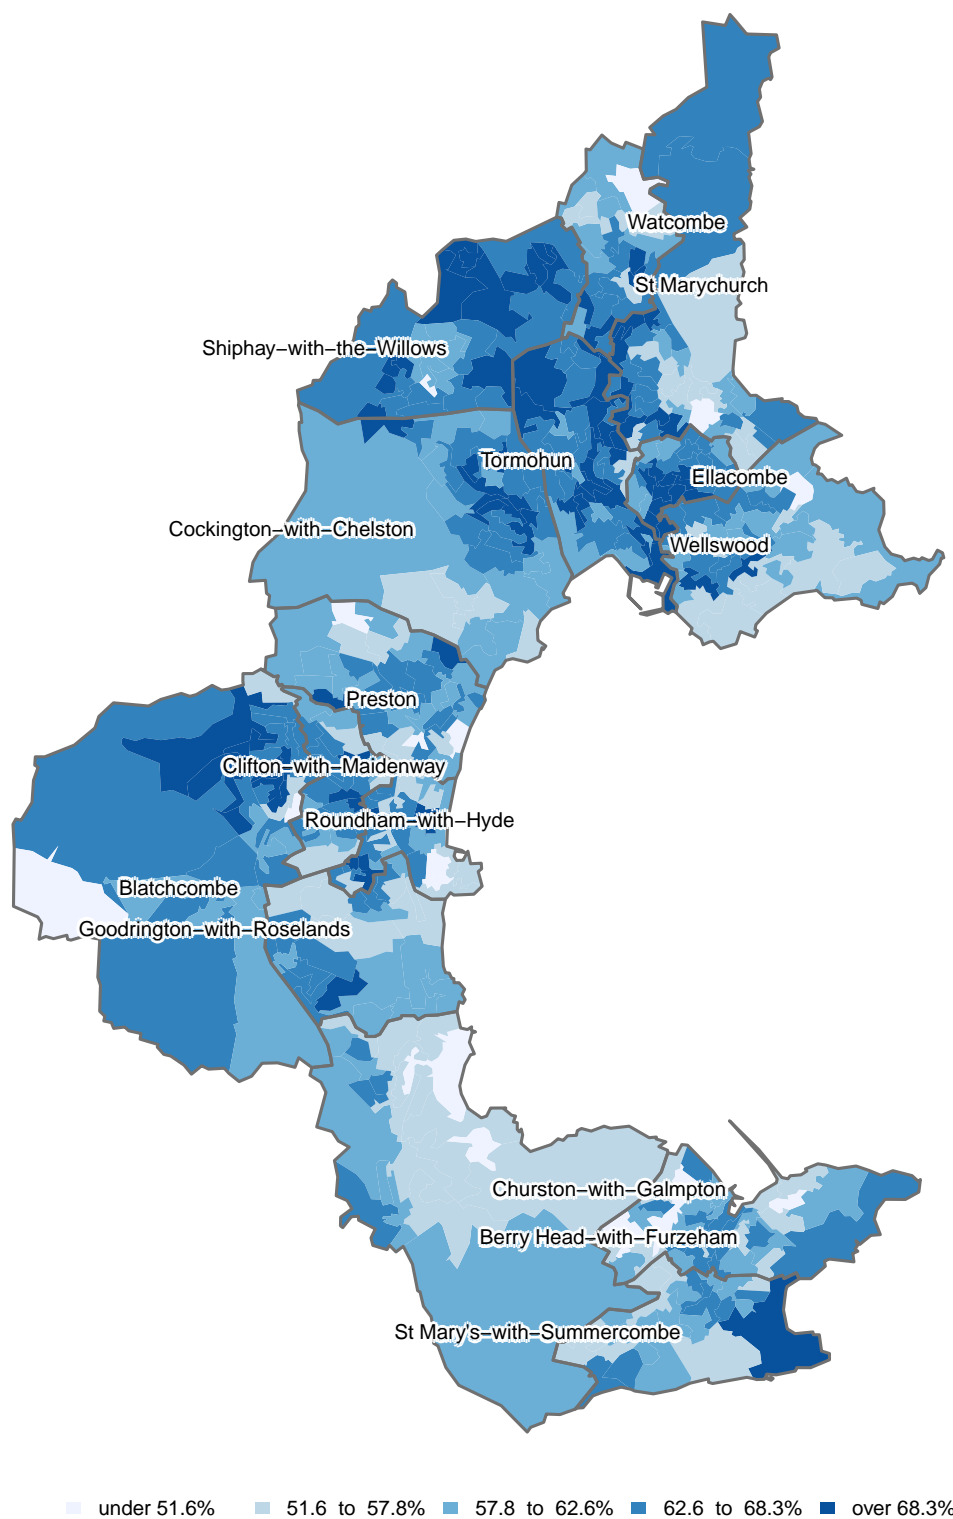 Watcombe
St Marychurch
Shiphay−with−the−Willows
Tormohun
Ellacombe
Cockington−with−Chelston
Wellswood
Preston
Clifton−with−Maidenway
Roundham−with−Hyde
Blatchcombe
Goodrington−with−Roselands
Churston−with−Galmpton
Berry Head−with−Furzeham
St Mary's−with−Summercombe
under 51.6% 51.6 to 57.8% 57.8 to 62.6% 62.6 to 68.3% over 68.3%